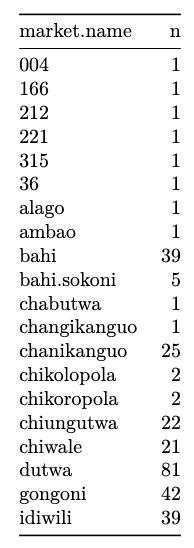 market.name n
004 1
166 1
212 1
221 1
315 1
36 1
alago 1
ambao 1
bahi 39
bahi.sokoni 5
chabutwa 1
changikanguo 1
chanikanguo 25
chikolopola 2
chikoropola 2
chiungutwa 22
chiwale 21
dutwa 81
gongoni 42
idiwili 39